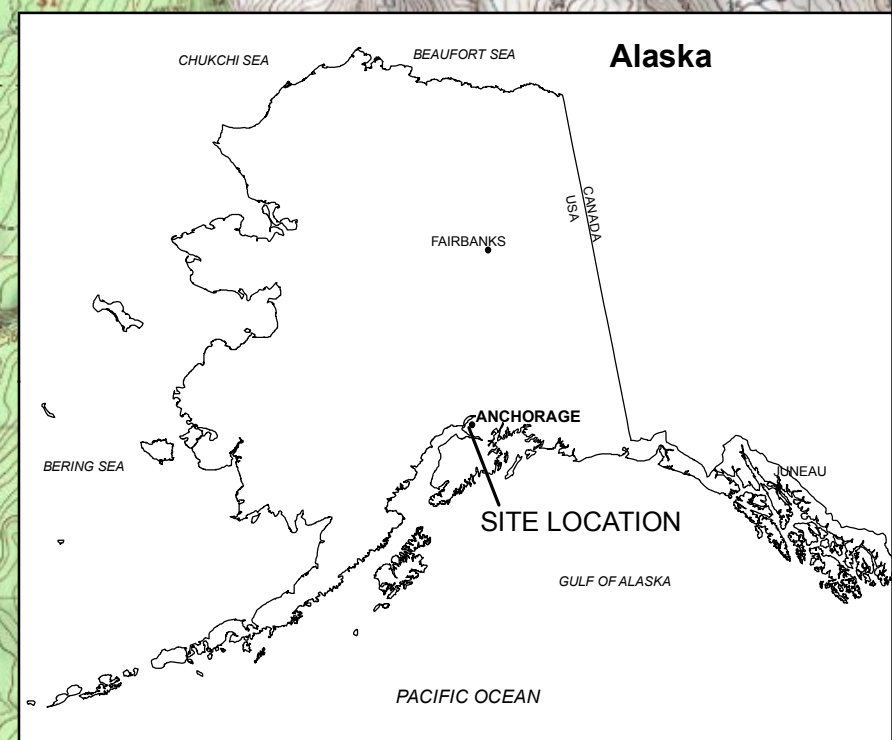 Alaska
CHUKCHI SEA
BEAUFORT SEA
CANADA
USA
FAIRBANKS
ANCHORAGE
BERING SEA
JUNEAU
SITE LOCATION
GULF OF ALASKA
PACIFIC OCEAN